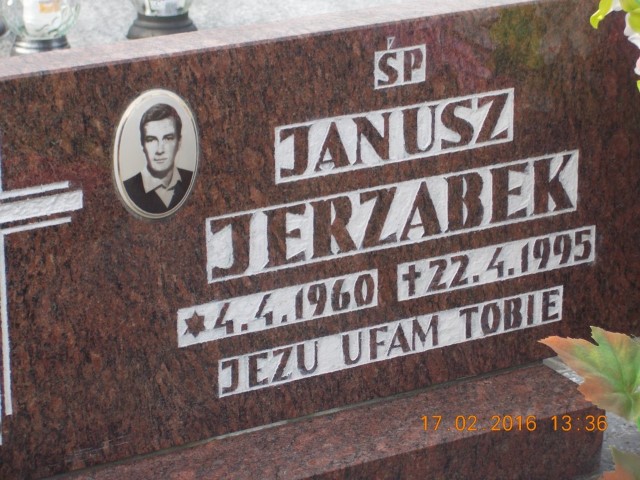 ŚP
JANUSZ
JERZABEK
✶4.4.1960 ✝22.4.1995
JEZU UFAM TOBIE
17 02 2016 13:36